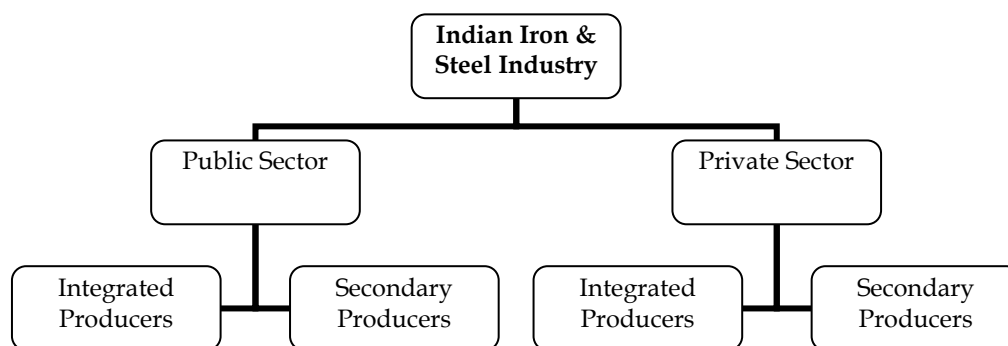 Indian Iron &
Steel Industry
Public Sector
Private Sector
Integrated
Producers
Secondary
Producers
Integrated
Producers
Secondary
Producers